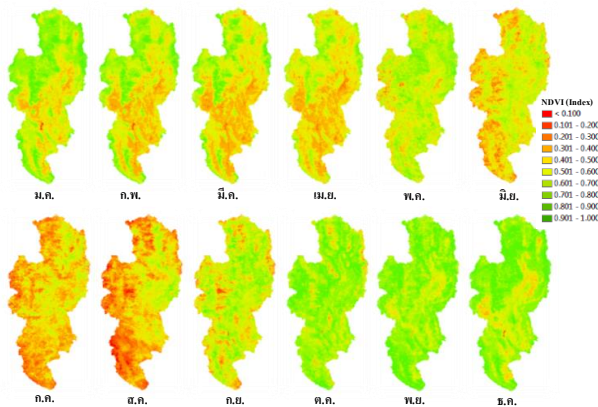 NDVI (Index)
< 0.100
0.101 - 0.200
0.201 - 0.300
0.301 - 0.400
0.401 - 0.500
0.501 - 0.600
0.601 - 0.700
0.701 - 0.800
0.801 - 0.900
0.901 - 1.000
ม.ค.
ก.พ.
มี.ค.
เม.ย.
พ.ค.
มิ.ย.
ก.ค.
ส.ค.
ก.ย.
ต.ค.
พ.ย.
ธ.ค.